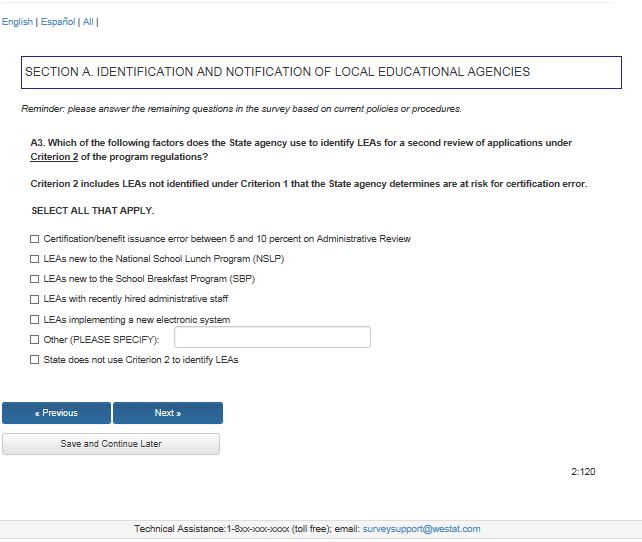 English | Español | All |
SECTION A. IDENTIFICATION AND NOTIFICATION OF LOCAL EDUCATIONAL AGENCIES
Reminder: please answer the remaining questions in the survey based on current policies or procedures.
A3. Which of the following factors does the State agency use to identify LEAs for a second review of applications under
Criterion 2 of the program regulations?
Criterion 2 includes LEAs not identified under Criterion 1 that the State agency determines are at risk for certification error.
SELECT ALL THAT APPLY.
Certification/benefit issuance error between 5 and 10 percent on Administrative Review
LEAs new to the National School Lunch Program (NSLP)
LEAs new to the School Breakfast Program (SBP)
LEAs with recently hired administrative staff
LEAs implementing a new electronic system
Other (PLEASE SPECIFY):
State does not use Criterion 2 to identify LEAs
« Previous
Next »
Save and Continue Later
2:120
Technical Assistance:1-8xx-xxx-xxxx (toll free); email: surveysupport@westat.com